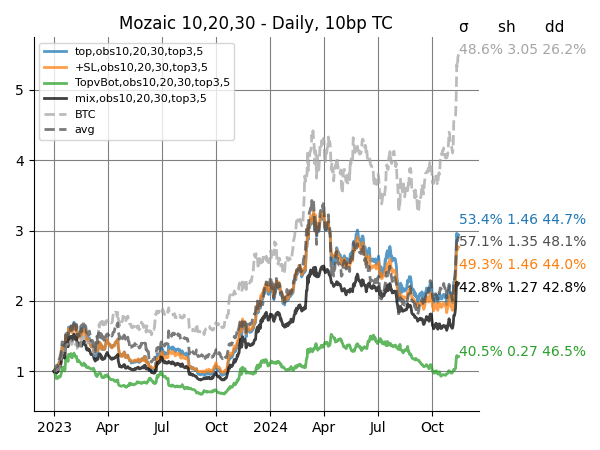 Mozaic 10,20,30 - Daily, 10bp TC
σ sh dd
top,obs10,20,30,top3,5
+SL,obs10,20,30,top3,5
TopvBot,obs10,20,30,top3,5
mix,obs10,20,30,top3,5
BTC
avg
48.6% 3.05 26.2%
53.4% 1.46 44.7%
57.1% 1.35 48.1%
49.3% 1.46 44.0%
42.8% 1.27 42.8%
40.5% 0.27 46.5%
5
4
3
2
1
2023 Apr Jul Oct 2024 Apr Jul Oct